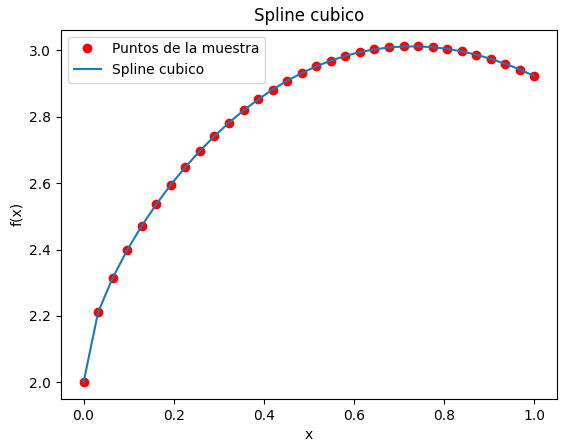 Spline cubico
Puntos de la muestra
Spline cubico
3.0
2.8
2.6
2.4
2.2
2.0
f(x)
0.0 0.2 0.4 0.6 0.8 1.0
x